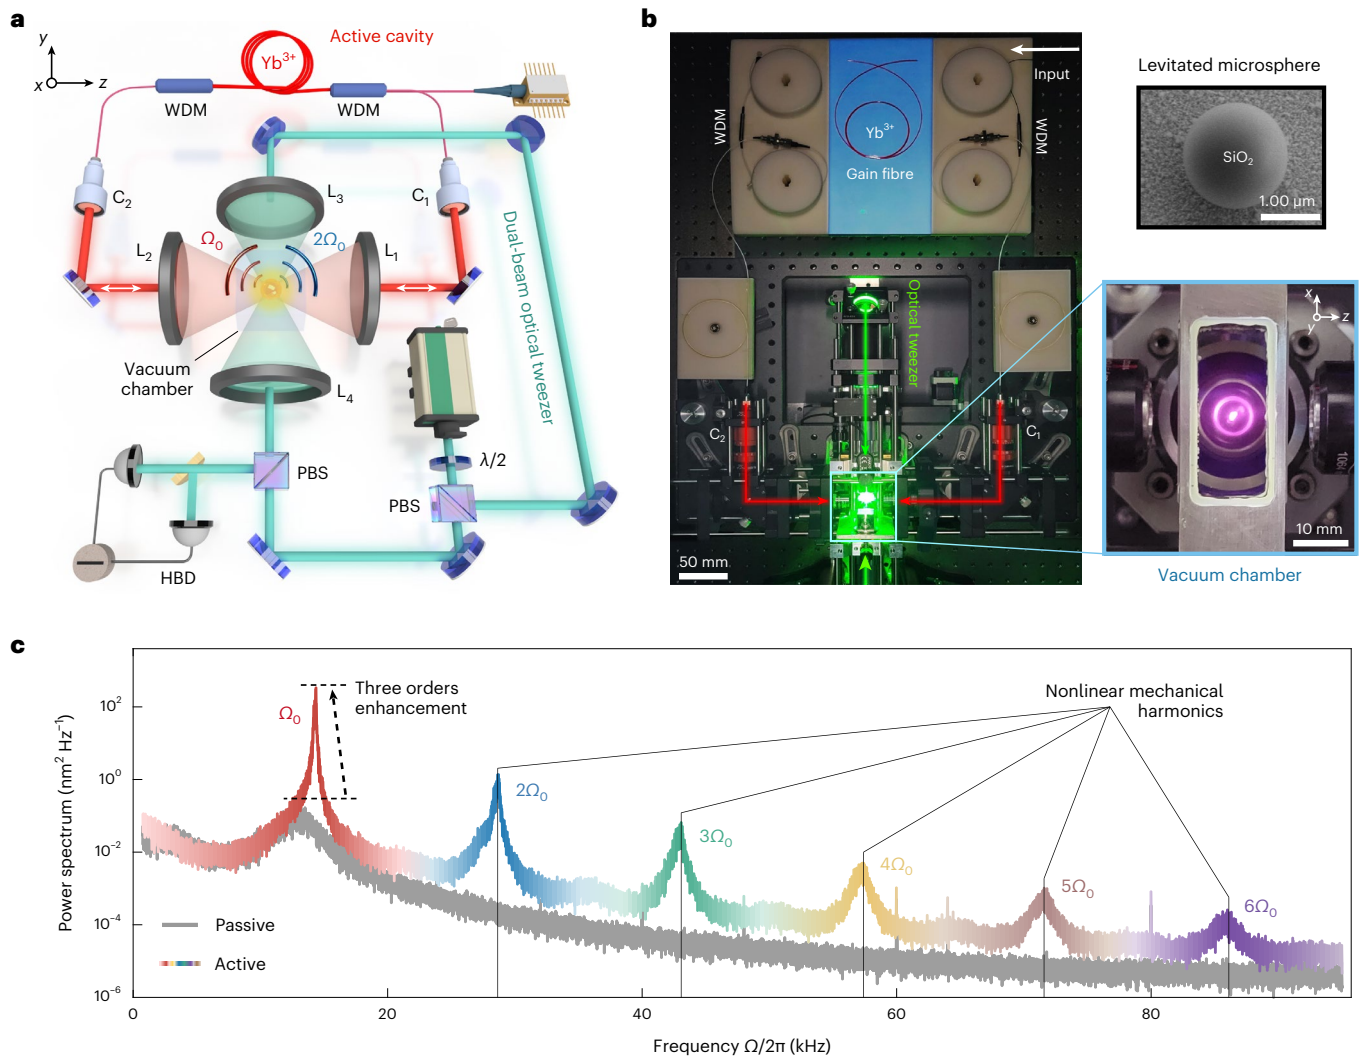 a
y
x
z
Yb3+
Active cavity
WDM
WDM
C2
C1
L3
L2
L1
Ω0
2Ω0
Vacuum
chamber
L4
Dual-beam optical tweezer
λ/2
PBS
PBS
HBD
b
Input
WDM
WDM
Yb3+
Gain fibre
Optical tweezer
C2
C1
50 mm
Levitated microsphere
SiO2
1.00 µm
x
y
z
10 mm
Vacuum chamber
c
Power spectrum (nm2 Hz−1)
10^2
10^0
10^−2
10^−4
10^−6
Ω0
Three orders
enhancement
Nonlinear mechanical
harmonics
2Ω0
3Ω0
4Ω0
5Ω0
6Ω0
Passive
Active
0
20
40
60
80
Frequency Ω/2π (kHz)